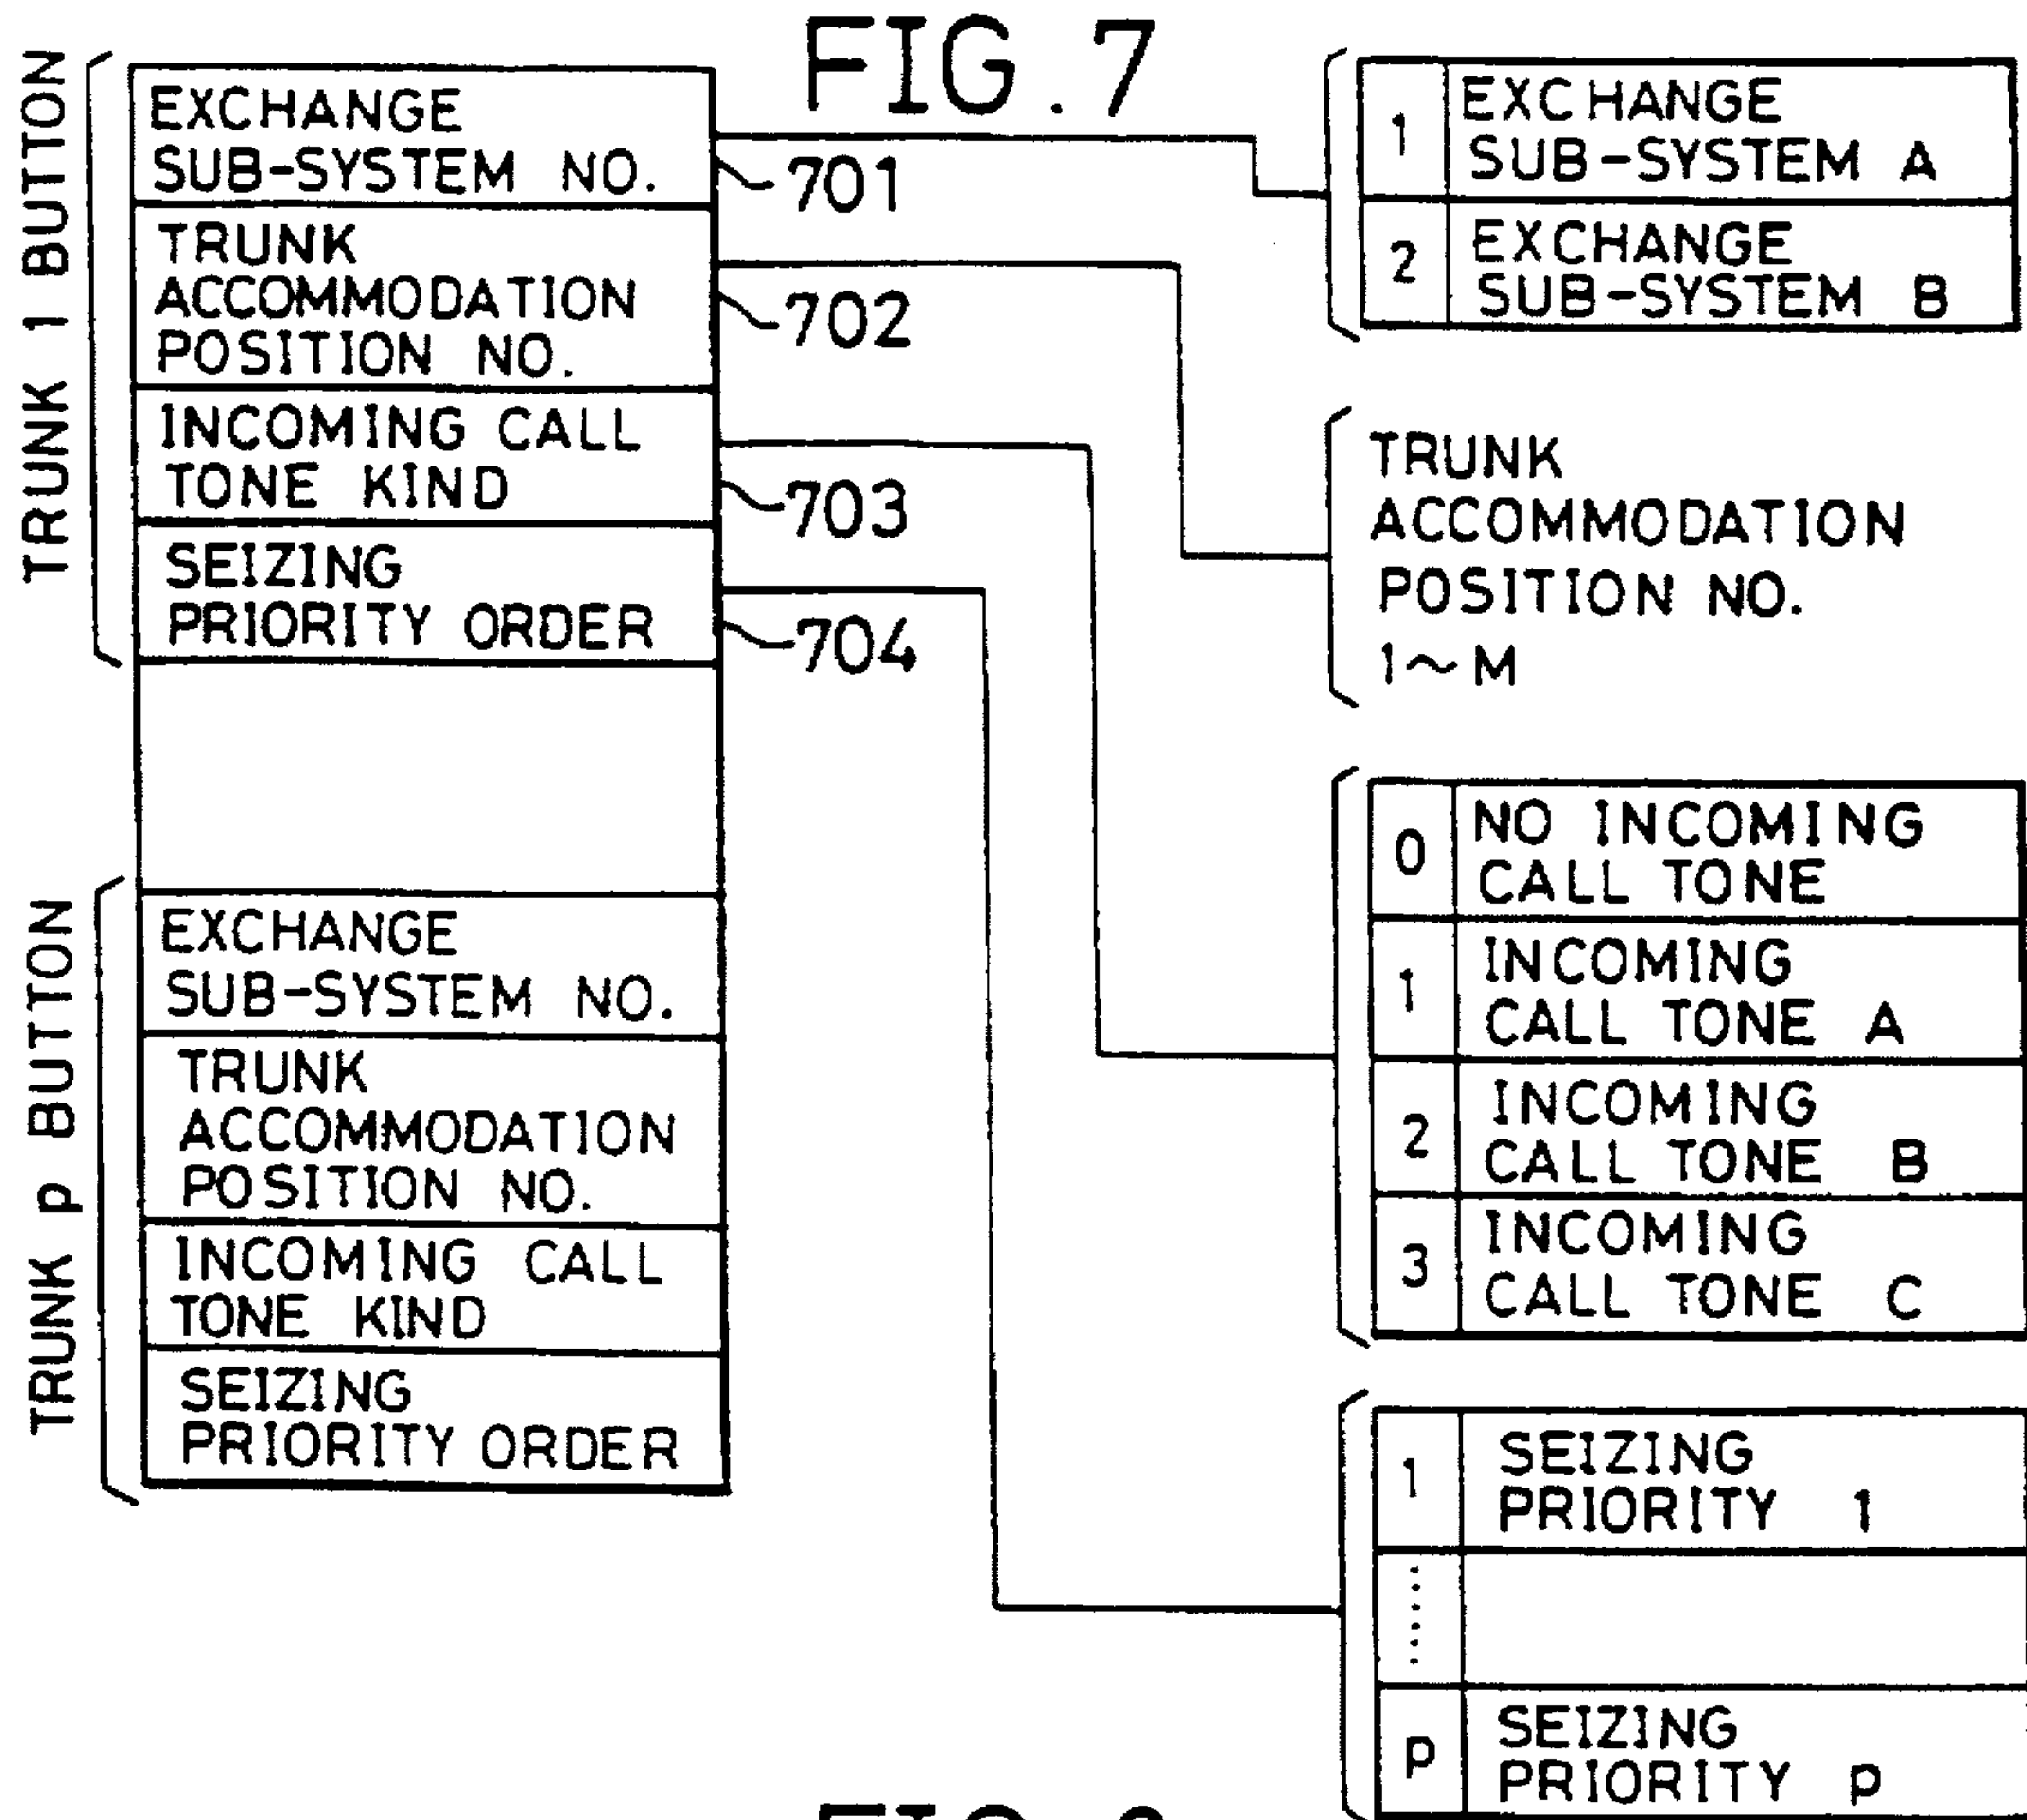 FIG. 7
TRUNK 1 BUTTON
EXCHANGE
SUB-SYSTEM NO.
701
TRUNK
ACCOMMODATION
POSITION NO.
702
INCOMING CALL
TONE KIND
703
SEIZING
PRIORITY ORDER
704
TRUNK p BUTTON
EXCHANGE
SUB-SYSTEM NO.
TRUNK
ACCOMMODATION
POSITION NO.
INCOMING CALL
TONE KIND
SEIZING
PRIORITY ORDER
1
EXCHANGE
SUB-SYSTEM A
2
EXCHANGE
SUB-SYSTEM B
TRUNK
ACCOMMODATION
POSITION NO.
1~M
0
NO INCOMING
CALL TONE
1
INCOMING
CALL TONE A
2
INCOMING
CALL TONE B
3
INCOMING
CALL TONE C
1
SEIZING
PRIORITY 1
p
SEIZING
PRIORITY p